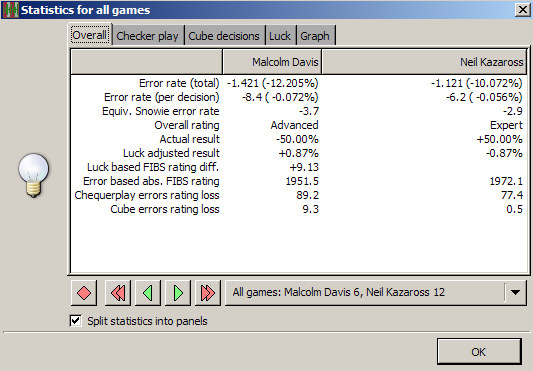 Statistics for all games
Overall Checker play Cube decisions Luck Graph
Malcolm Davis Neil Kazaross
Error rate (total) -1.421 (-12.205%) -1.121 (-10.072%)
Error rate (per decision) -8.4 ( -0.072%) -6.2 ( -0.056%)
Equiv. Snowie error rate -3.7 -2.9
Overall rating Advanced Expert
Actual result -50.00% +50.00%
Luck adjusted result +0.87% -0.87%
Luck based FIBS rating diff. +9.13
Error based abs. FIBS rating 1951.5 1972.1
Chequerplay errors rating loss 89.2 77.4
Cube errors rating loss 9.3 0.5
All games: Malcolm Davis 6, Neil Kazaross 12
Split statistics into panels
OK